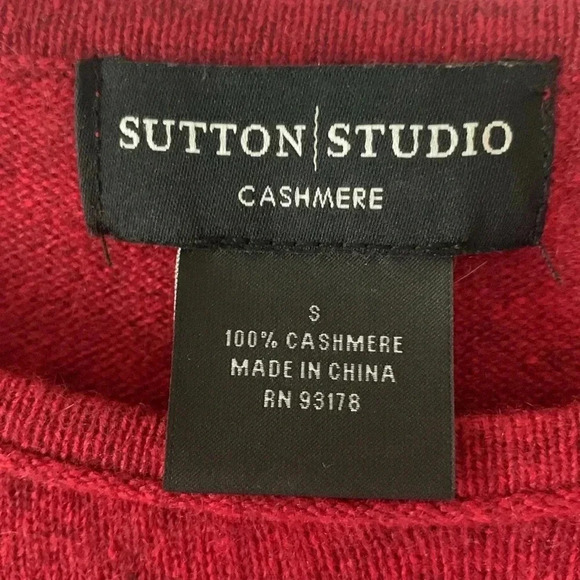 SUTTON|STUDIO
CASHMERE
S
100% CASHMERE
MADE IN CHINA
RN 93178